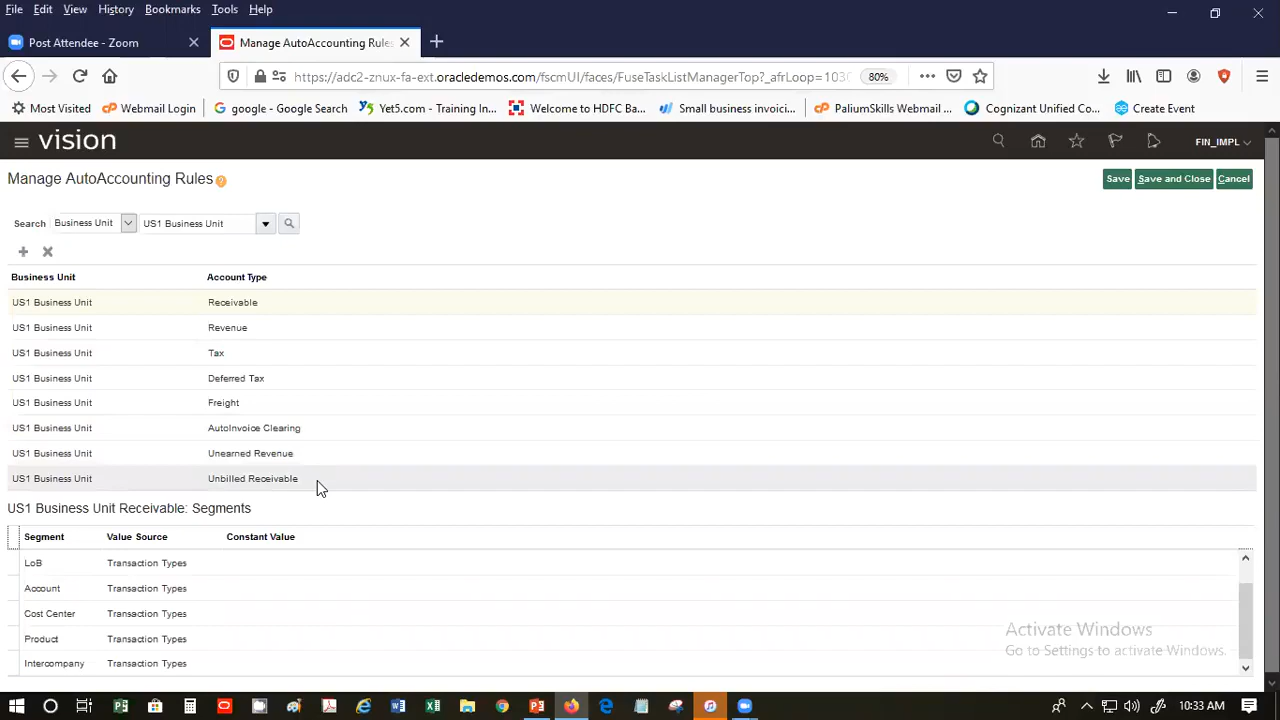 File Edit View History Bookmarks Tools Help
Post Attendee - Zoom
Manage AutoAccounting Rules
https://adc2-znux-fa-ext.oracledemos.com/fscmUI/faces/FuseTaskListManagerTop?_afrLoop=1030
80%
Most Visited Webmail Login google - Google Search Yet5.com - Training In... Welcome to HDFC Ba... Small business invoici... PaliumSkills Webmail ... Cognizant Unified Co... Create Event
vision
FIN_IMPL
Manage AutoAccounting Rules
Save Save and Close Cancel
Search Business Unit US1 Business Unit
Business Unit Account Type
US1 Business Unit Receivable
US1 Business Unit Revenue
US1 Business Unit Tax
US1 Business Unit Deferred Tax
US1 Business Unit Freight
US1 Business Unit AutoInvoice Clearing
US1 Business Unit Unearned Revenue
US1 Business Unit Unbilled Receivable
US1 Business Unit Receivable: Segments
Segment Value Source Constant Value
LoB Transaction Types
Account Transaction Types
Cost Center Transaction Types
Product Transaction Types
Intercompany Transaction Types
Activate Windows
Go to Settings to activate Windows.
10:33 AM